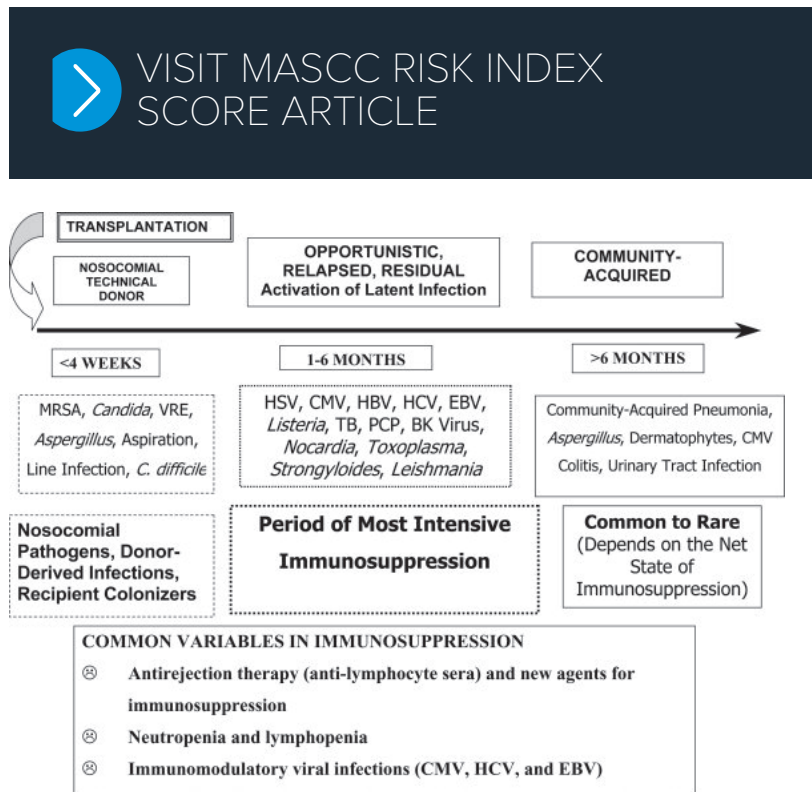 VISIT MASCC RISK INDEX
SCORE ARTICLE
TRANSPLANTATION
NOSOCOMIAL
TECHNICAL
DONOR
OPPORTUNISTIC,
RELAPSED, RESIDUAL
Activation of Latent Infection
COMMUNITY-
ACQUIRED
<4 WEEKS
1-6 MONTHS
>6 MONTHS
MRSA, Candida, VRE,
Aspergillus, Aspiration,
Line Infection, C. difficile
HSV, CMV, HBV, HCV, EBV,
Listeria, TB, PCP, BK Virus,
Nocardia, Toxoplasma,
Strongyloides, Leishmania
Community-Acquired Pneumonia,
Aspergillus, Dermatophytes, CMV
Colitis, Urinary Tract Infection
Nosocomial
Pathogens, Donor-
Derived Infections,
Recipient Colonizers
Period of Most Intensive
Immunosuppression
Common to Rare
(Depends on the Net
State of
Immunosuppression)
COMMON VARIABLES IN IMMUNOSUPPRESSION
☹ Antirejection therapy (anti-lymphocyte sera) and new agents for
immunosuppression
☹ Neutropenia and lymphopenia
☹ Immunomodulatory viral infections (CMV, HCV, and EBV)